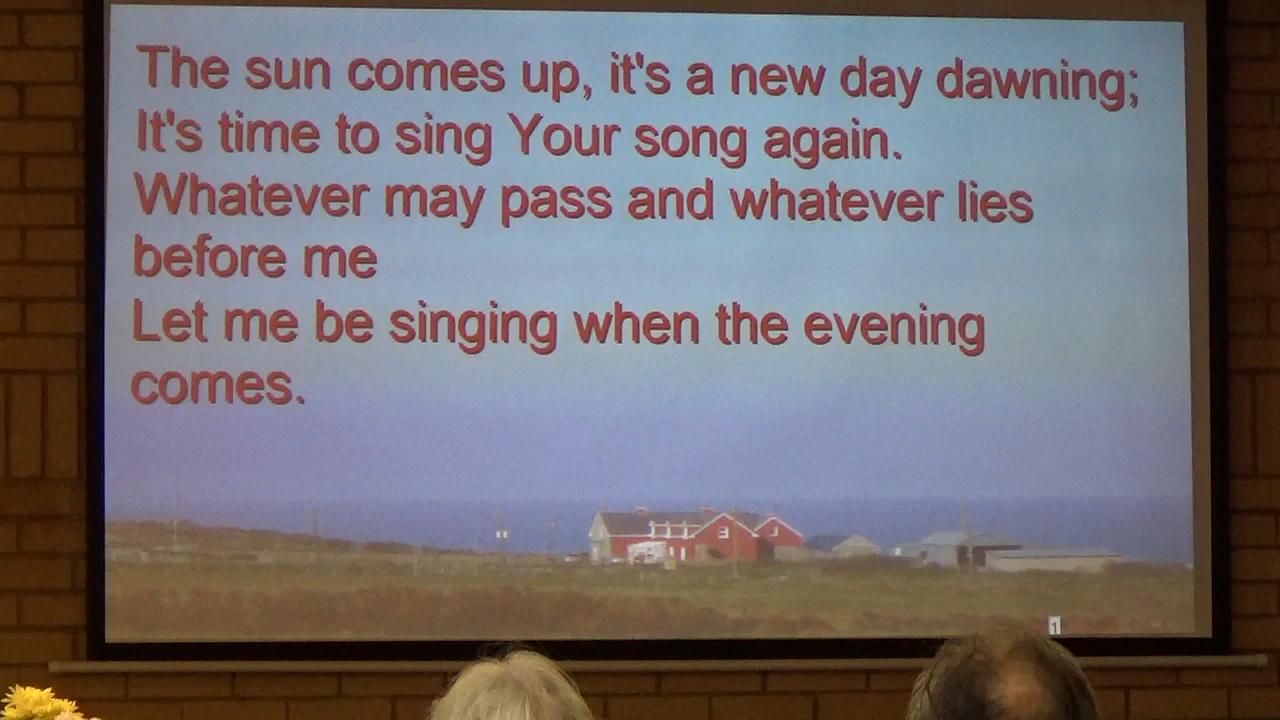 The sun comes up, it's a new day dawning;
It's time to sing Your song again.
Whatever may pass and whatever lies
before me
Let me be singing when the evening
comes.
1